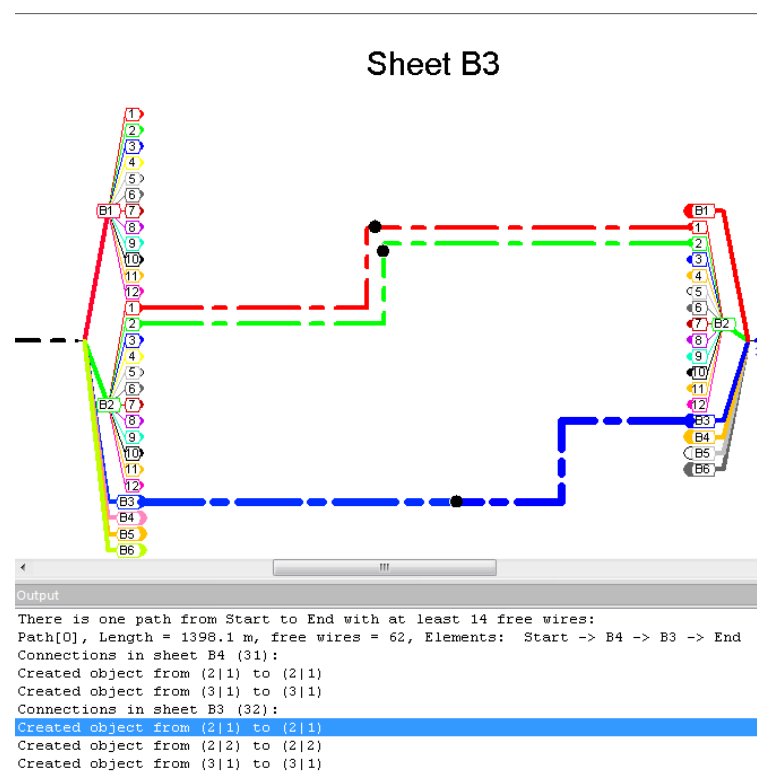 Sheet B3
1
2
3
4
5
6
B1 7
8
9
10
11
12
1
2
3
4
5
6
B2 7
8
9
10
11
12
B3
B4
B5
B6
B1
1
2
3
4
5
6
7 B2
8
9
10
11
12
B3
B4
B5
B6
Output
There is one path from Start to End with at least 14 free wires:
Path[0], Length = 1398.1 m, free wires = 62, Elements: Start -> B4 -> B3 -> End
Connections in sheet B4 (31):
Created object from (2|1) to (2|1)
Created object from (3|1) to (3|1)
Connections in sheet B3 (32):
Created object from (2|1) to (2|1)
Created object from (2|2) to (2|2)
Created object from (3|1) to (3|1)